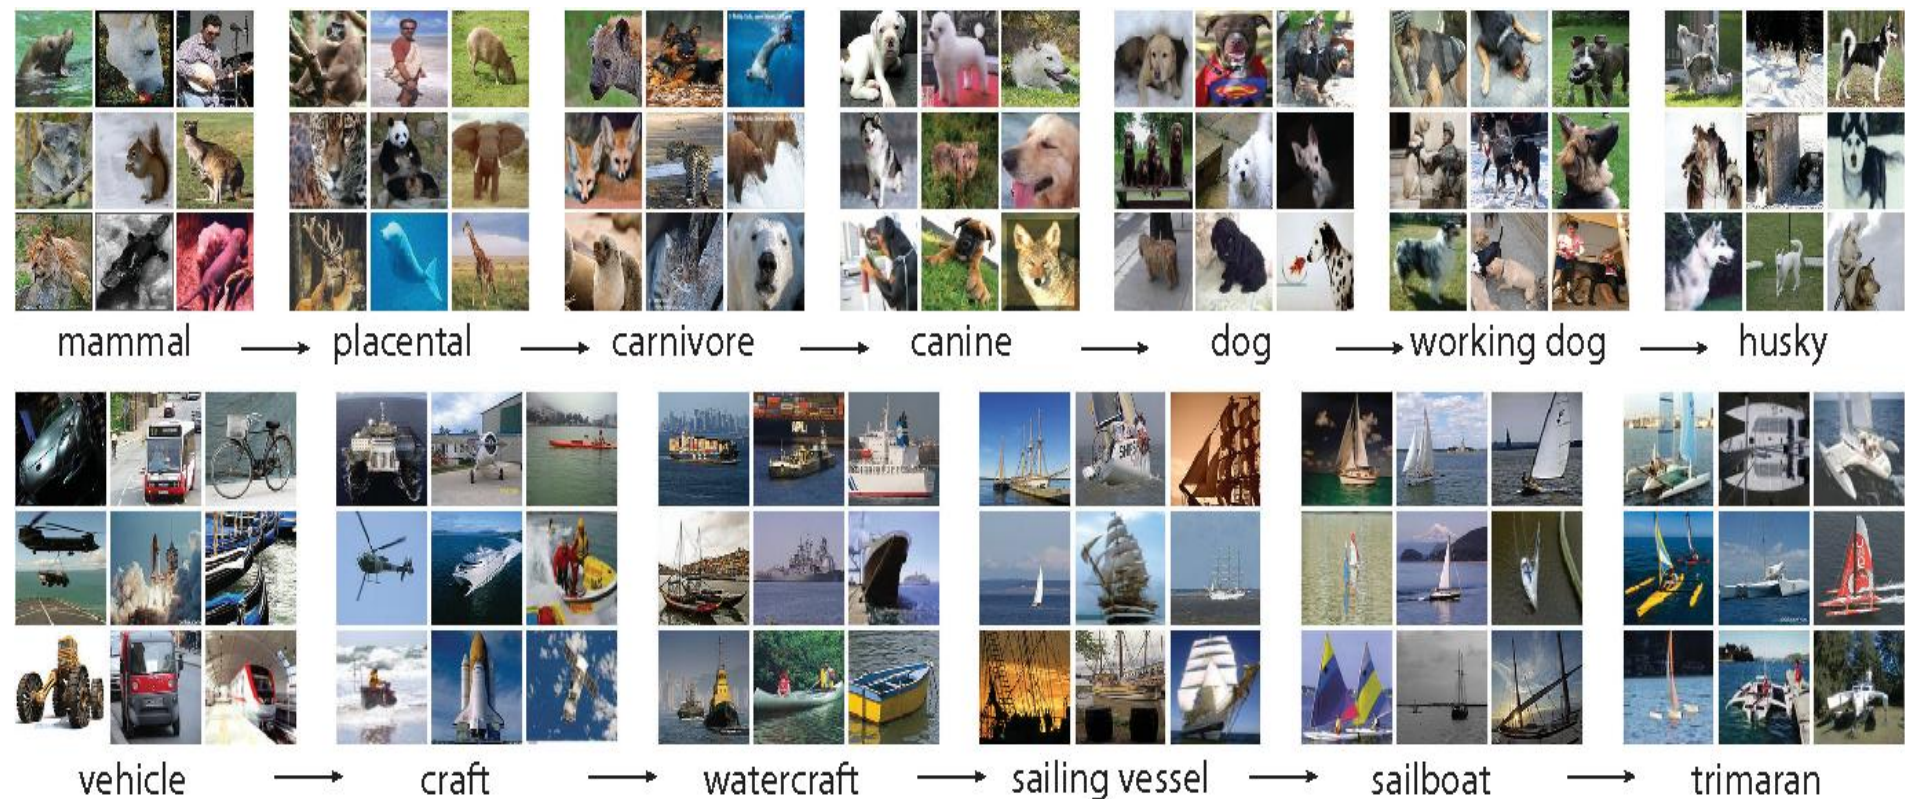 mammal → placental → carnivore → canine → dog → working dog → husky
vehicle → craft → watercraft → sailing vessel → sailboat → trimaran